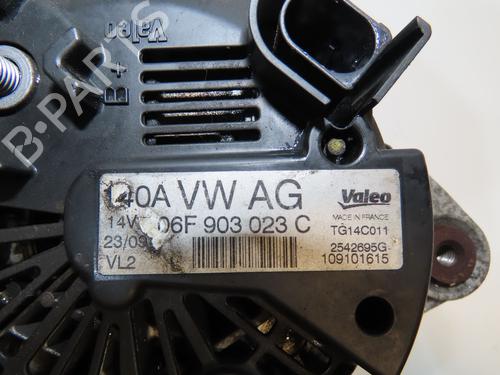 Valeo
B+
B-PARTS
140A VW AG
14V 06F 903 023 C
23/09
VL2
Valeo
MADE IN FRANCE
TG14C011
2542695G
109101615